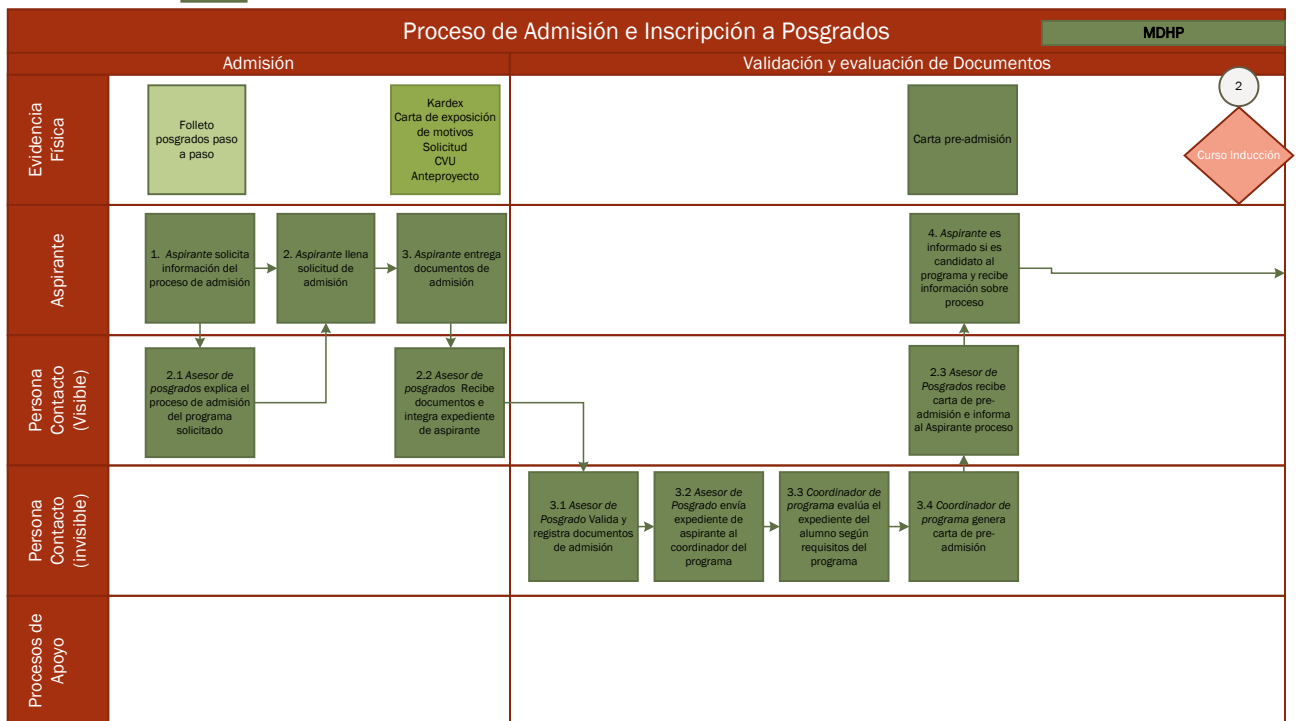 Proceso de Admisión e Inscripción a Posgrados
MDHP
Admisión
Validación y evaluación de Documentos
Evidencia
Física
Folleto
posgrados paso
a paso
Kardex
Carta de exposición
de motivos
Solicitud
CVU
Anteproyecto
Carta pre-admisión
2
Curso Inducción
Aspirante
1. Aspirante solicita
información del
proceso de admisión
2. Aspirante llena
solicitud de
admisión
3. Aspirante entrega
documentos de
admisión
4. Aspirante es
informado si es
candidato al
programa y recibe
información sobre
proceso
Persona
Contacto
(Visible)
2.1 Asesor de
posgrados explica el
proceso de admisión
del programa
solicitado
2.2 Asesor de
posgrados Recibe
documentos e
integra expediente
de aspirante
2.3 Asesor de
Posgrados recibe
carta de pre-
admisión e informa
al Aspirante proceso
Persona
Contacto
(invisible)
3.1 Asesor de
Posgrado Valida y
registra documentos
de admisión
3.2 Asesor de
Posgrado envía
expediente de
aspirante al
coordinador del
programa
3.3 Coordinador de
programa evalúa el
expediente del
alumno según
requisitos del
programa
3.4 Coordinador de
programa genera
carta de pre-
admisión
Procesos de
Apoyo